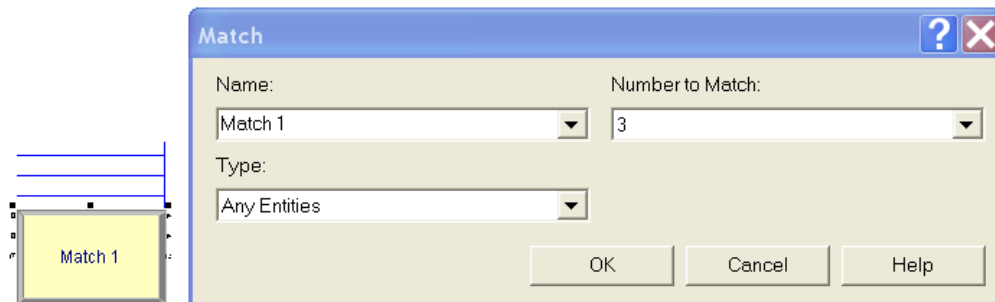 Match
Name:
Number to Match:
Match 1
3
Type:
Any Entities
Match 1
OK
Cancel
Help